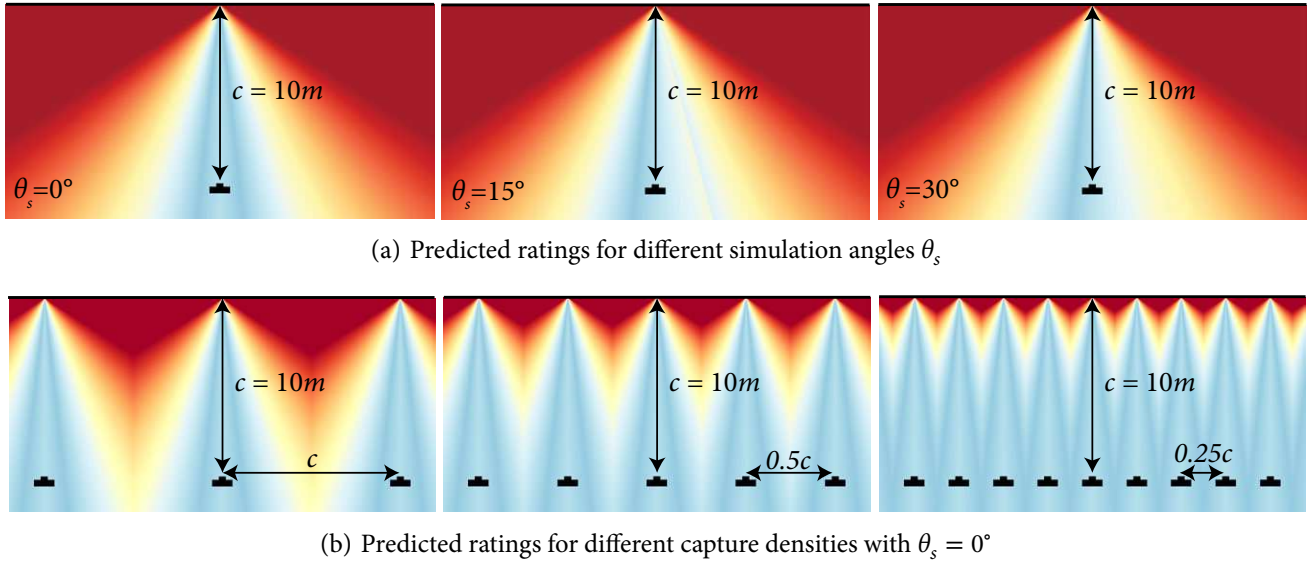 c = 10m
c = 10m
c = 10m
θs=0°
θs=15°
θs=30°
(a) Predicted ratings for different simulation angles θs
c = 10m
c = 10m
c = 10m
c
0.5c
0.25c
(b) Predicted ratings for different capture densities with θs = 0°